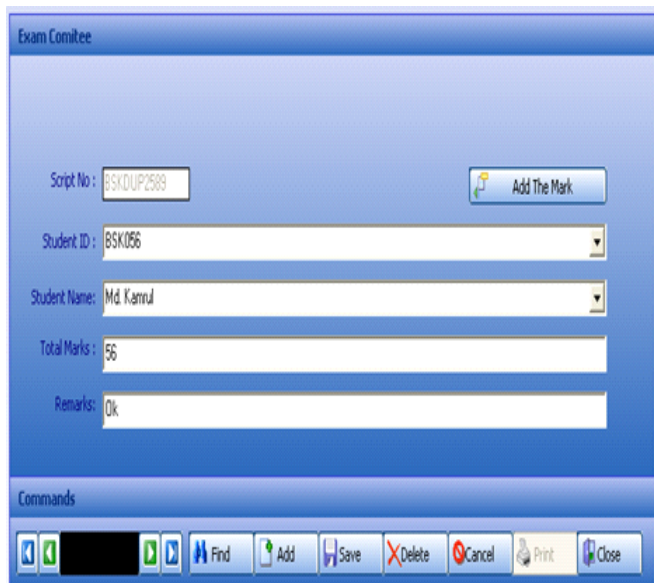 Exam Comitee
Script No : BSKDUP2589 Add The Mark
Student ID : BSK056
Student Name: Md. Kamrul
Total Marks : 56
Remarks: Ok
Commands
Find Add Save Delete Cancel Print Close